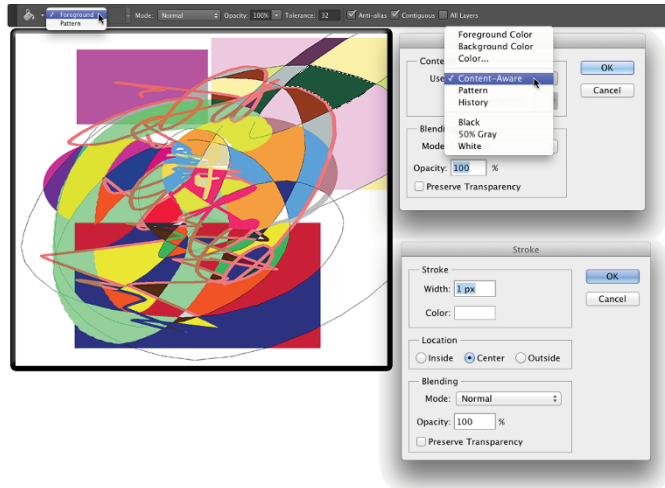 ✓ Foreground Mode: Normal Opacity: 100% Tolerance: 32 Anti-alias Contiguous All Layers
Pattern
Foreground Color
Background Color
Color...
Use ✓ Content-Aware
Pattern
History
Black
50% Gray
White
Mode
Opacity: 100 %
Preserve Transparency
OK
Cancel
Stroke
Stroke
Width: 1 px
Color:
OK
Cancel
Location
Inside Center Outside
Blending
Mode: Normal
Opacity: 100 %
Preserve Transparency